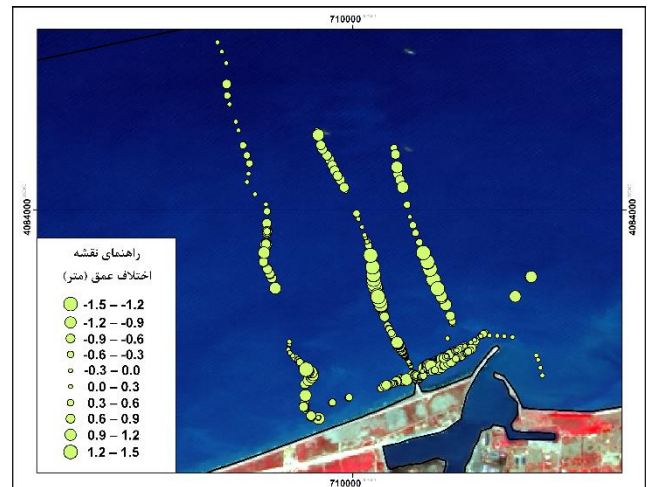 710000
4084000
4084000
راهنمای نقشه
اختلاف عمق (متر)
-1.5 – -1.2
-1.2 – -0.9
-0.9 – -0.6
-0.6 – -0.3
-0.3 – 0.0
0.0 – 0.3
0.3 – 0.6
0.6 – 0.9
0.9 – 1.2
1.2 – 1.5
710000